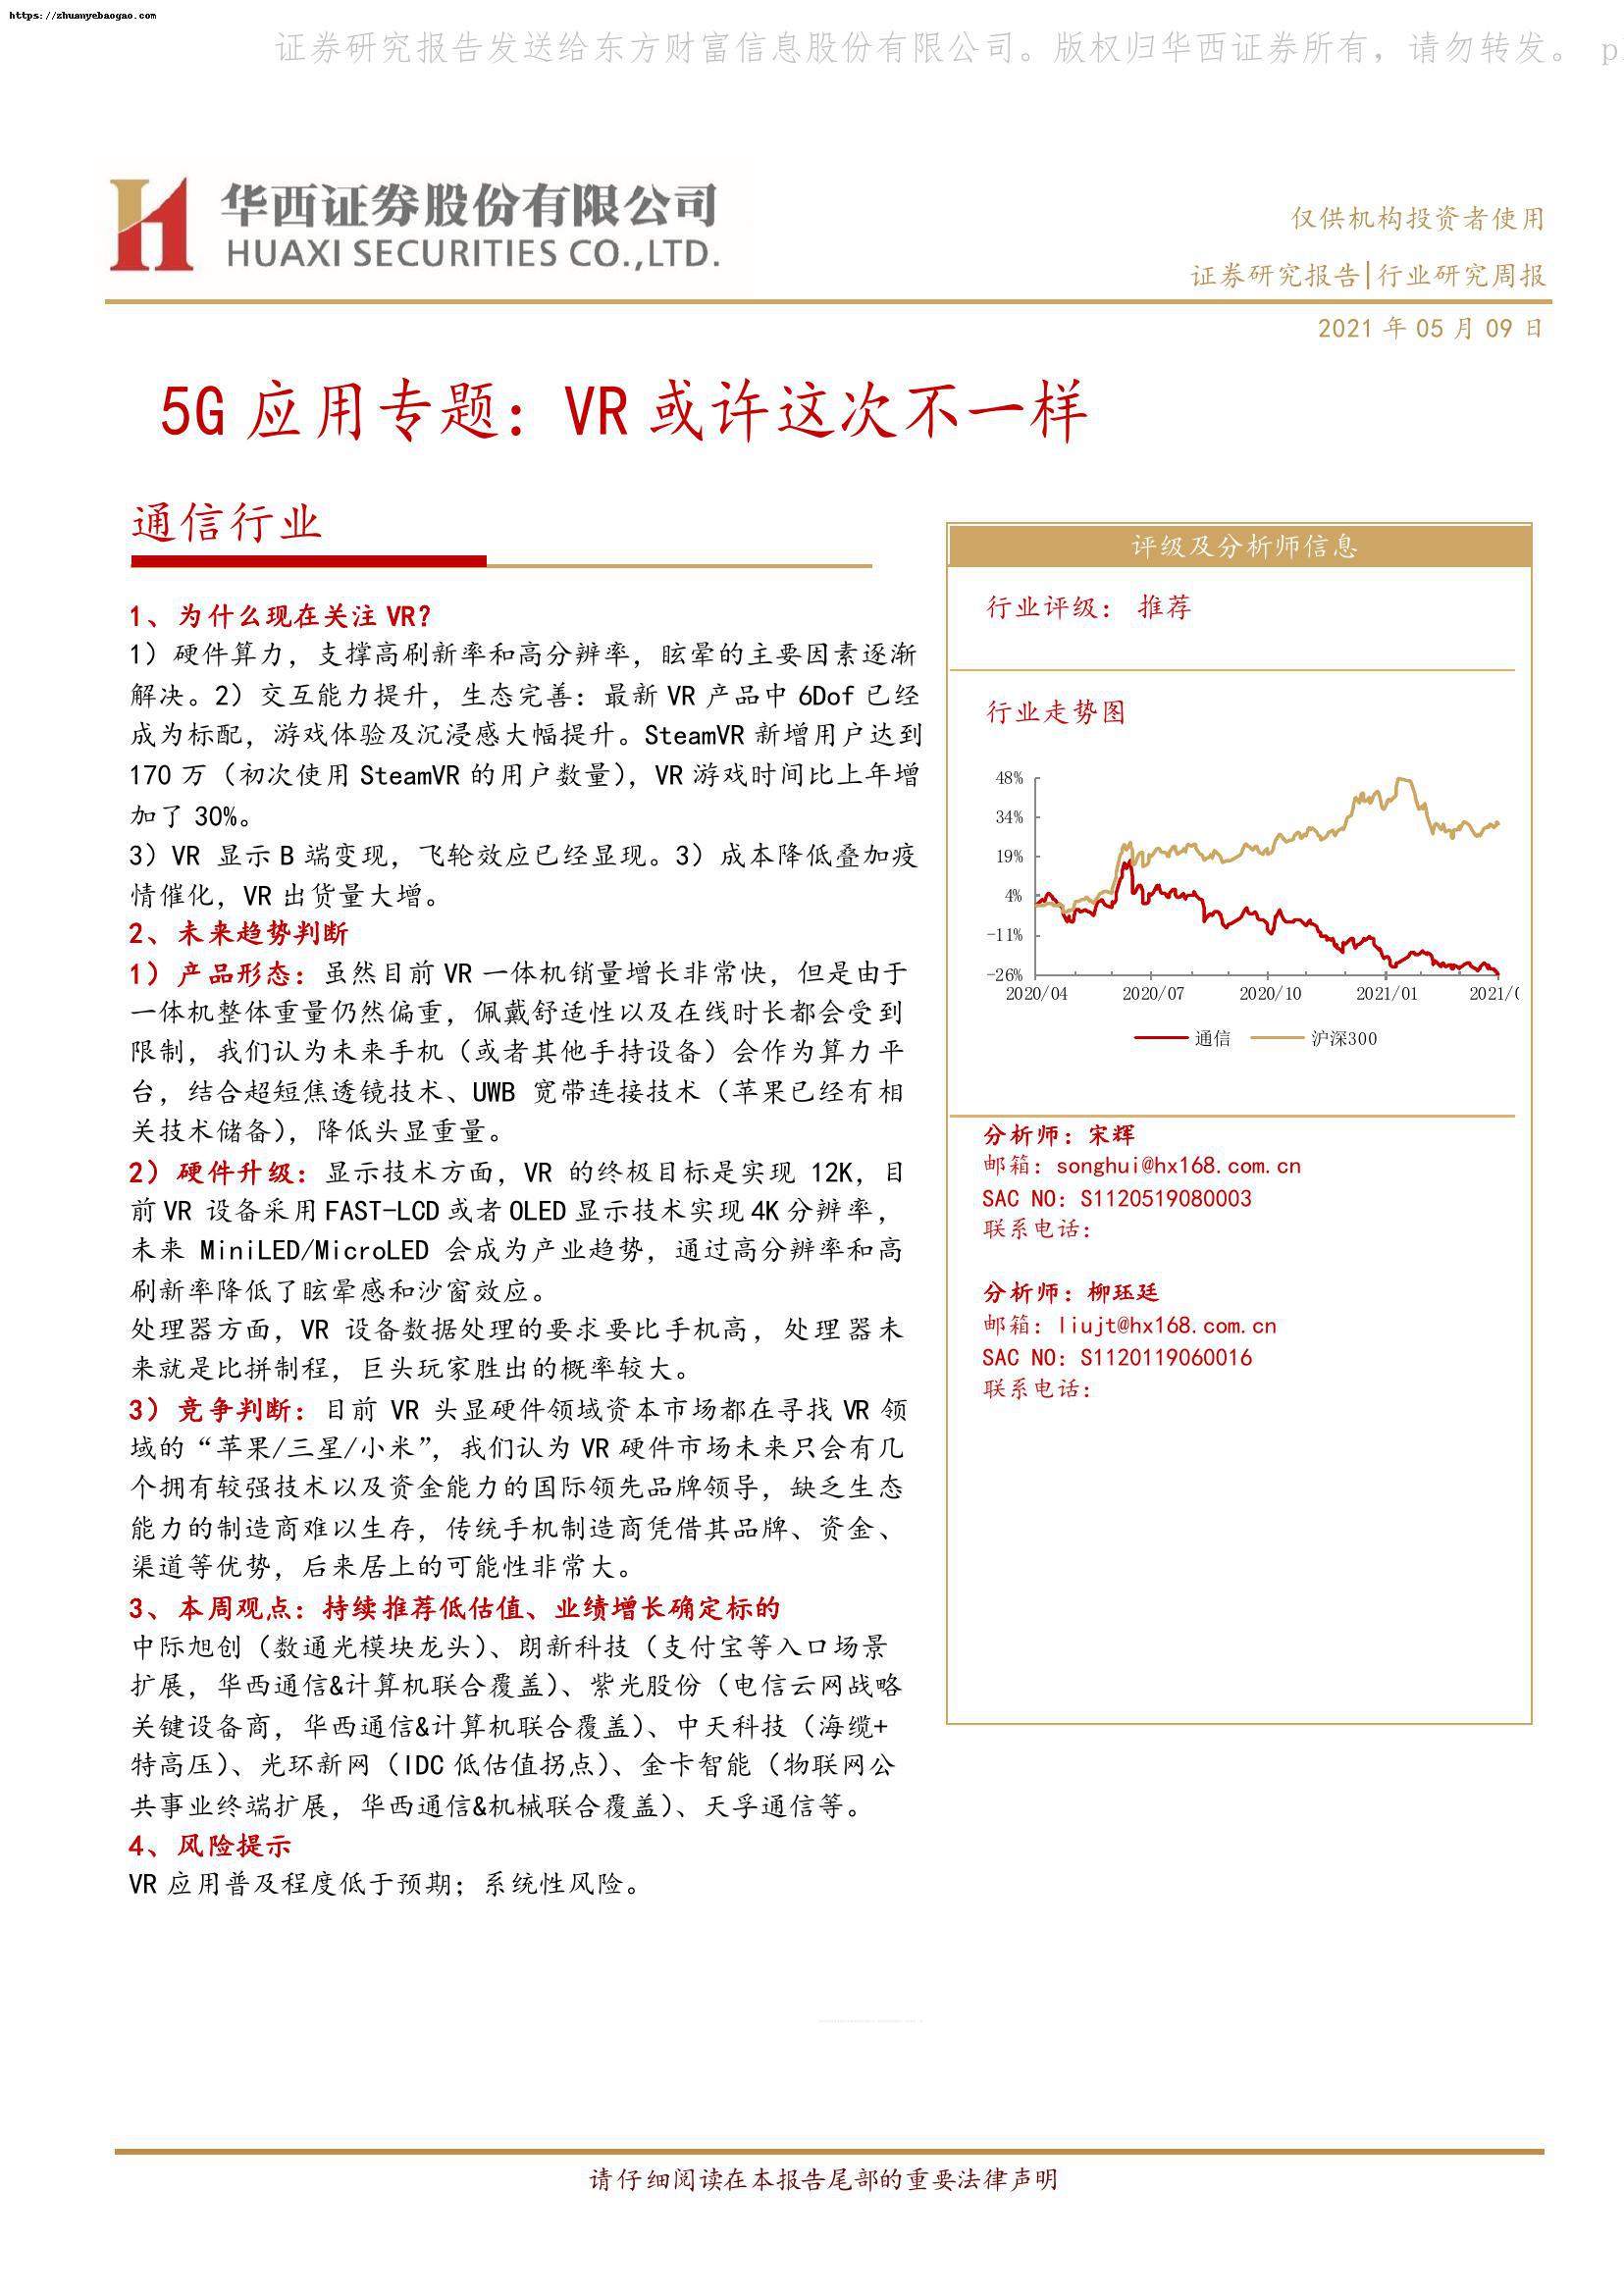 https://zhuanyebaogao.com
证券研究报告发送给东方财富信息股份有限公司。版权归华西证券所有，请勿转发。 p
华西证券股份有限公司
HUAXI SECURITIES CO.,LTD.
仅供机构投资者使用
证券研究报告|行业研究周报
2021 年 05 月 09 日
5G 应用专题：VR 或许这次不一样
通信行业
1、为什么现在关注 VR？
1）硬件算力，支撑高刷新率和高分辨率，眩晕的主要因素逐渐
解决。2）交互能力提升，生态完善：最新 VR 产品中 6Dof 已经
成为标配，游戏体验及沉浸感大幅提升。SteamVR 新增用户达到
170 万（初次使用 SteamVR 的用户数量），VR 游戏时间比上年增
加了 30%。
3）VR 显示 B 端变现，飞轮效应已经显现。3）成本降低叠加疫
情催化，VR 出货量大增。
2、未来趋势判断
1）产品形态：虽然目前 VR 一体机销量增长非常快，但是由于
一体机整体重量仍然偏重，佩戴舒适性以及在线时长都会受到
限制，我们认为未来手机（或者其他手持设备）会作为算力平
台，结合超短焦透镜技术、UWB 宽带连接技术（苹果已经有相
关技术储备），降低头显重量。
2）硬件升级：显示技术方面，VR 的终极目标是实现 12K，目
前 VR 设备采用 FAST-LCD 或者 OLED 显示技术实现 4K 分辨率，
未来 MiniLED/MicroLED 会成为产业趋势，通过高分辨率和高
刷新率降低了眩晕感和沙窗效应。
处理器方面，VR 设备数据处理的要求要比手机高，处理器未
来就是比拼制程，巨头玩家胜出的概率较大。
3）竞争判断：目前 VR 头显硬件领域资本市场都在寻找 VR 领
域的“苹果/三星/小米”，我们认为 VR 硬件市场未来只会有几
个拥有较强技术以及资金能力的国际领先品牌领导，缺乏生态
能力的制造商难以生存，传统手机制造商凭借其品牌、资金、
渠道等优势，后来居上的可能性非常大。
3、本周观点：持续推荐低估值、业绩增长确定标的
中际旭创（数通光模块龙头）、朗新科技（支付宝等入口场景
扩展，华西通信&计算机联合覆盖）、紫光股份（电信云网战略
关键设备商，华西通信&计算机联合覆盖）、中天科技（海缆+
特高压）、光环新网（IDC 低估值拐点）、金卡智能（物联网公
共事业终端扩展，华西通信&机械联合覆盖）、天孚通信等。
4、风险提示
VR 应用普及程度低于预期；系统性风险。
评级及分析师信息
行业评级： 推荐
行业走势图
48%
34%
19%
4%
-11%
-26%
2020/04 2020/07 2020/10 2021/01 2021/0
通信 沪深300
分析师：宋辉
邮箱：songhui@hx168.com.cn
SAC NO：S1120519080003
联系电话：
分析师：柳珏廷
邮箱：liujt@hx168.com.cn
SAC NO：S1120119060016
联系电话：
请仔细阅读在本报告尾部的重要法律声明